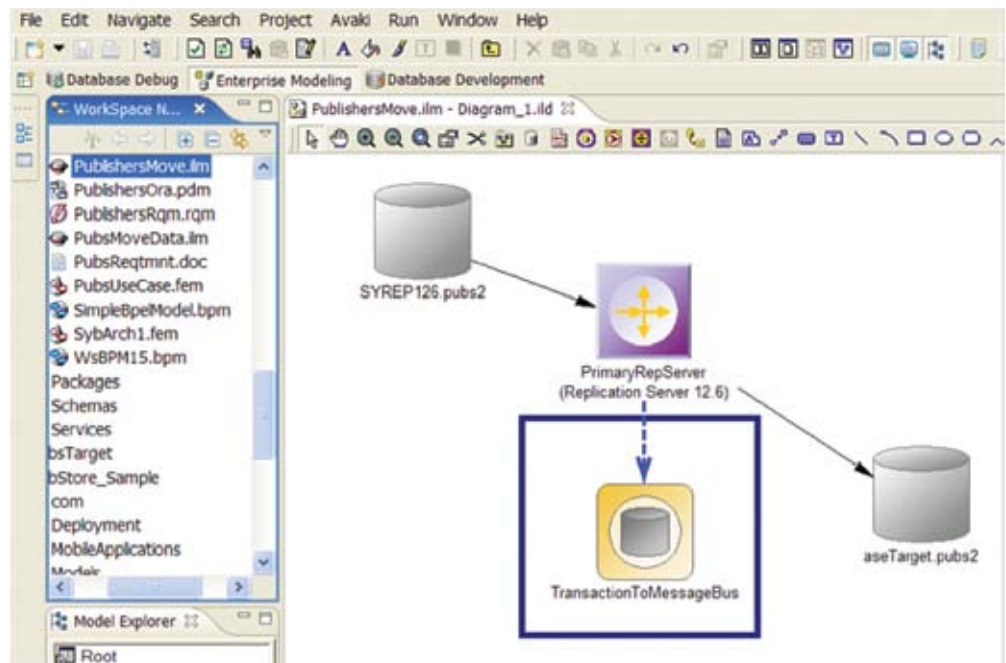 File Edit Navigate Search Project Avaki Run Window Help
Database Debug Enterprise Modeling Database Development
WorkSpace N...
PublishersMove.ilm - Diagram_1.ild
PublishersMove.ilm
PublishersOra.pdm
PublishersRqm.rqm
PubsMoveData.ilm
PubsReqtmnt.doc
PubsUseCase.fem
SimpleBpelModel.bpm
SybArch1.fem
WsBPM15.bpm
Packages
Schemas
Services
bsTarget
bStore_Sample
com
Deployment
MobileApplications
Models
Model Explorer
Root
SYREP126.pubs2
PrimaryRepServer
(Replication Server 12.6)
TransactionToMessageBus
aseTarget.pubs2